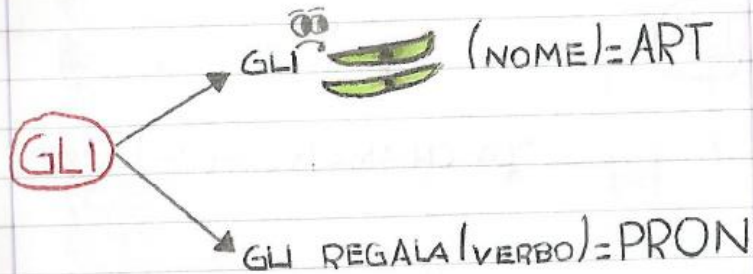 GLI (NOME)=ART
GLI
GLI REGALA (VERBO)=PRON